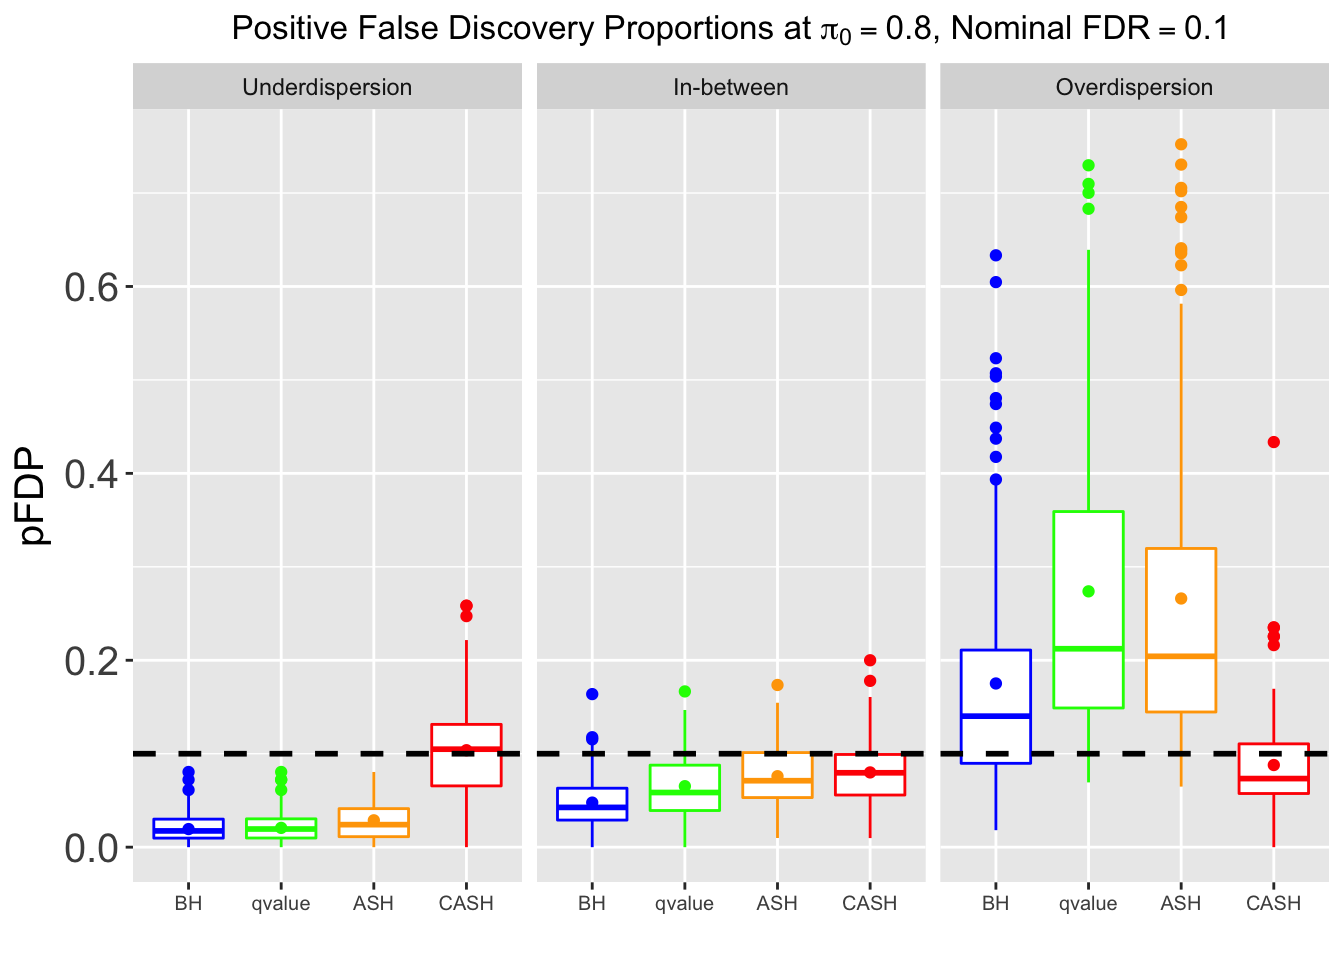 Positive False Discovery Proportions at π₀ = 0.8, Nominal FDR = 0.1
Underdispersion In-between Overdispersion
pFDP
0.6
0.4
0.2
0.0
BH qvalue ASH CASH BH qvalue ASH CASH BH qvalue ASH CASH